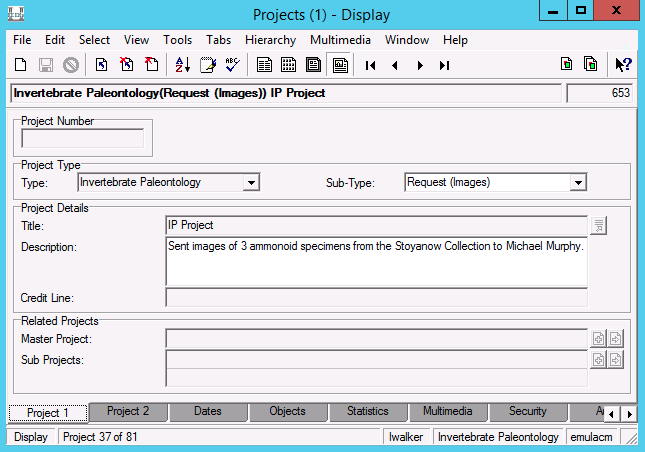 Projects (1) - Display
File Edit Select View Tools Tabs Hierarchy Multimedia Window Help
Invertebrate Paleontology(Request (Images)) IP Project 653
Project Number
Project Type
Type: Invertebrate Paleontology Sub-Type: Request (Images)
Project Details
Title: IP Project
Description: Sent images of 3 ammonoid specimens from the Stoyanow Collection to Michael Murphy.
Credit Line:
Related Projects
Master Project:
Sub Projects:
Project 1 Project 2 Dates Objects Statistics Multimedia Security
Display Project 37 of 81 lwalker Invertebrate Paleontology emulacm